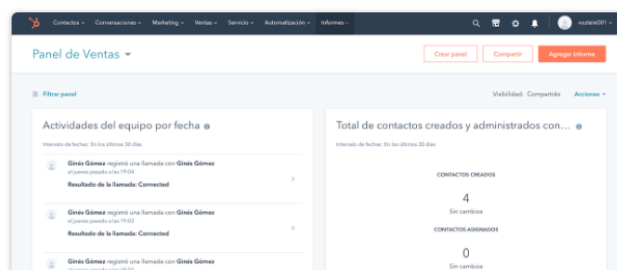 Contactos Conversaciones Marketing Ventas Servicio Automatización Informes voztele001
Panel de Ventas Crear panel Compartir Agregar informe
Filtrar panel Visibilidad: Compartido Acciones
Actividades del equipo por fecha
Intervalo de fechas: En los últimos 30 días
Ginés Gómez registró una llamada con Ginés Gómez
el jueves pasado a las 19:04
Resultado de la llamada: Connected
Ginés Gómez registró una llamada con Ginés Gómez
el jueves pasado a las 19:03
Resultado de la llamada: Connected
Ginés Gómez registró una llamada con Ginés Gómez
el jueves pasado a las
Total de contactos creados y administrados con...
Intervalo de fechas: En los últimos 30 días
CONTACTOS CREADOS
4
Sin cambios
CONTACTOS ASIGNADOS
0
Sin cambios